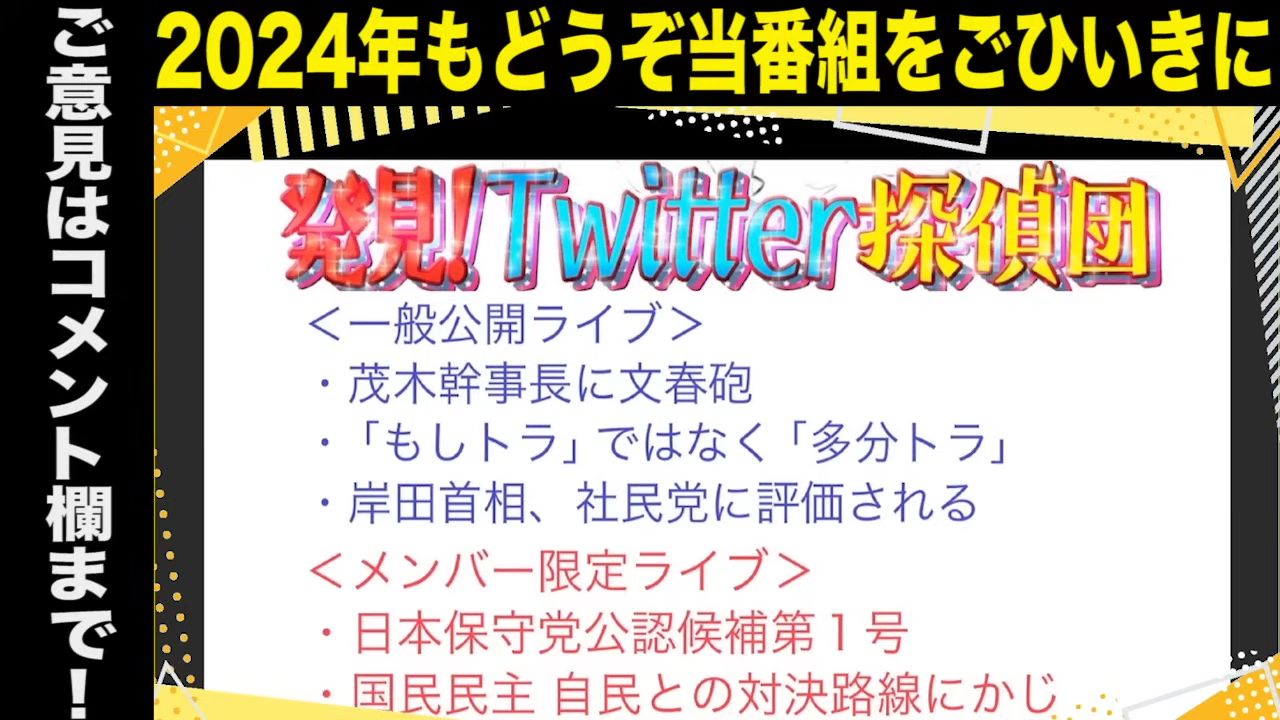 2024年もどうぞ当番組をごひいきに
ご意見はコメント欄まで！
発見!Twitter探偵団
＜一般公開ライブ＞
・茂木幹事長に文春砲
・「もしトラ」ではなく「多分トラ」
・岸田首相、社民党に評価される
＜メンバー限定ライブ＞
・日本保守党公認候補第１号
・国民民主 自民との対決路線にかじ